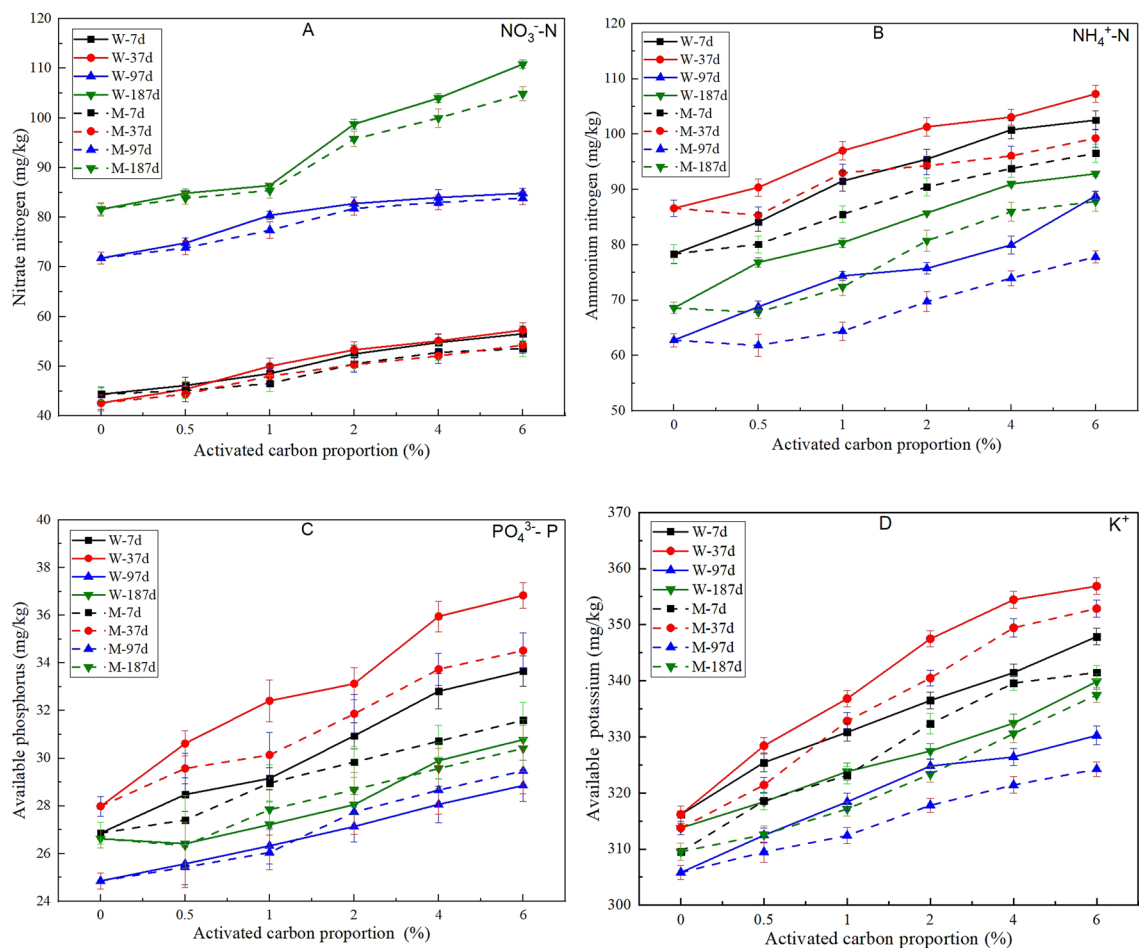 A
NO₃⁻-N
W-7d
W-37d
W-97d
W-187d
M-7d
M-37d
M-97d
M-187d
Nitrate nitrogen (mg/kg)
120
110
100
90
80
70
60
50
40
0 0.5 1 2 4 6
Activated carbon proportion (%)
B
NH₄⁺-N
W-7d
W-37d
W-97d
W-187d
M-7d
M-37d
M-97d
M-187d
Ammonium nitrogen (mg/kg)
120
110
100
90
80
70
60
50
0 0.5 1 2 4 6
Activated carbon proportion (%)
C
PO₄³⁻- P
W-7d
W-37d
W-97d
W-187d
M-7d
M-37d
M-97d
M-187d
Available phosphorus (mg/kg)
40
38
36
34
32
30
28
26
24
0 0.5 1 2 4 6
Activated carbon proportion (%)
D
K⁺
W-7d
W-37d
W-97d
W-187d
M-7d
M-37d
M-97d
M-187d
Available potassium (mg/kg)
370
360
350
340
330
320
310
300
0 0.5 1 2 4 6
Activated carbon proportion (%)